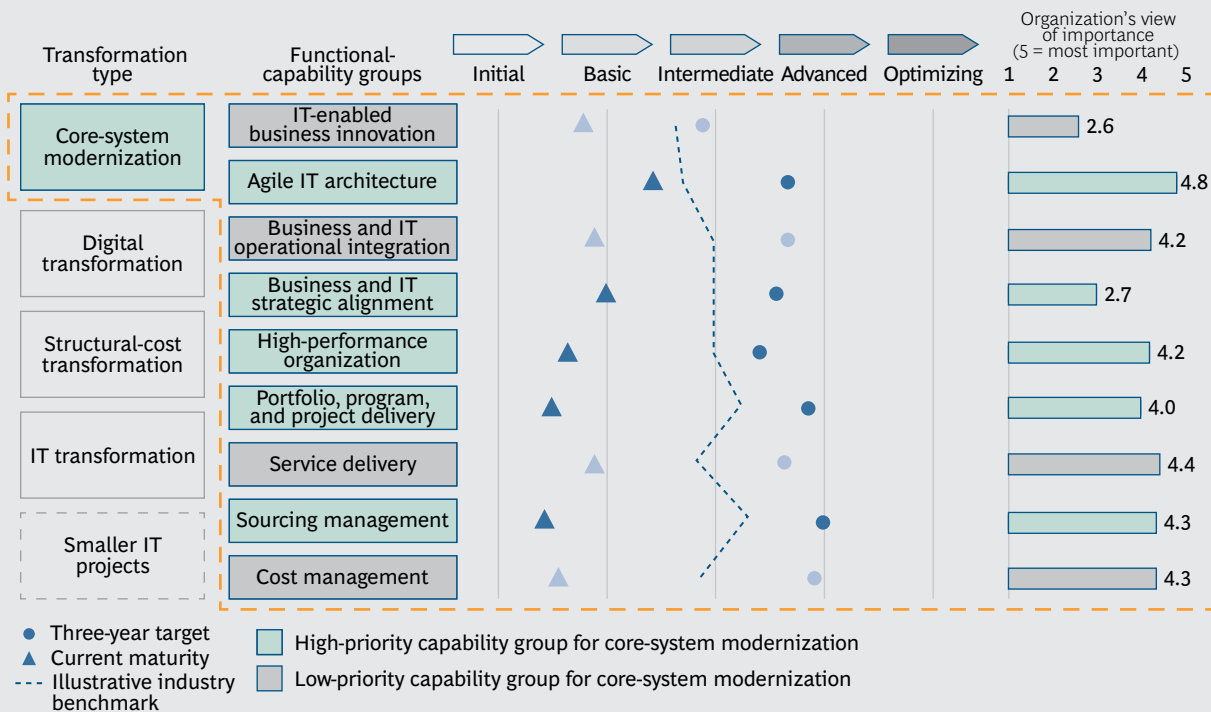 Transformation
type
Functional-
capability groups
Initial
Basic
Intermediate
Advanced
Optimizing
Organization’s view
of importance
(5 = most important)
1 2 3 4 5
Core-system
modernization
Digital
transformation
Structural-cost
transformation
IT transformation
Smaller IT
projects
IT-enabled
business innovation
2.6
Agile IT architecture
4.8
Business and IT
operational integration
4.2
Business and IT
strategic alignment
2.7
High-performance
organization
4.2
Portfolio, program,
and project delivery
4.0
Service delivery
4.4
Sourcing management
4.3
Cost management
4.3
Three-year target
Current maturity
Illustrative industry
benchmark
High-priority capability group for core-system modernization
Low-priority capability group for core-system modernization